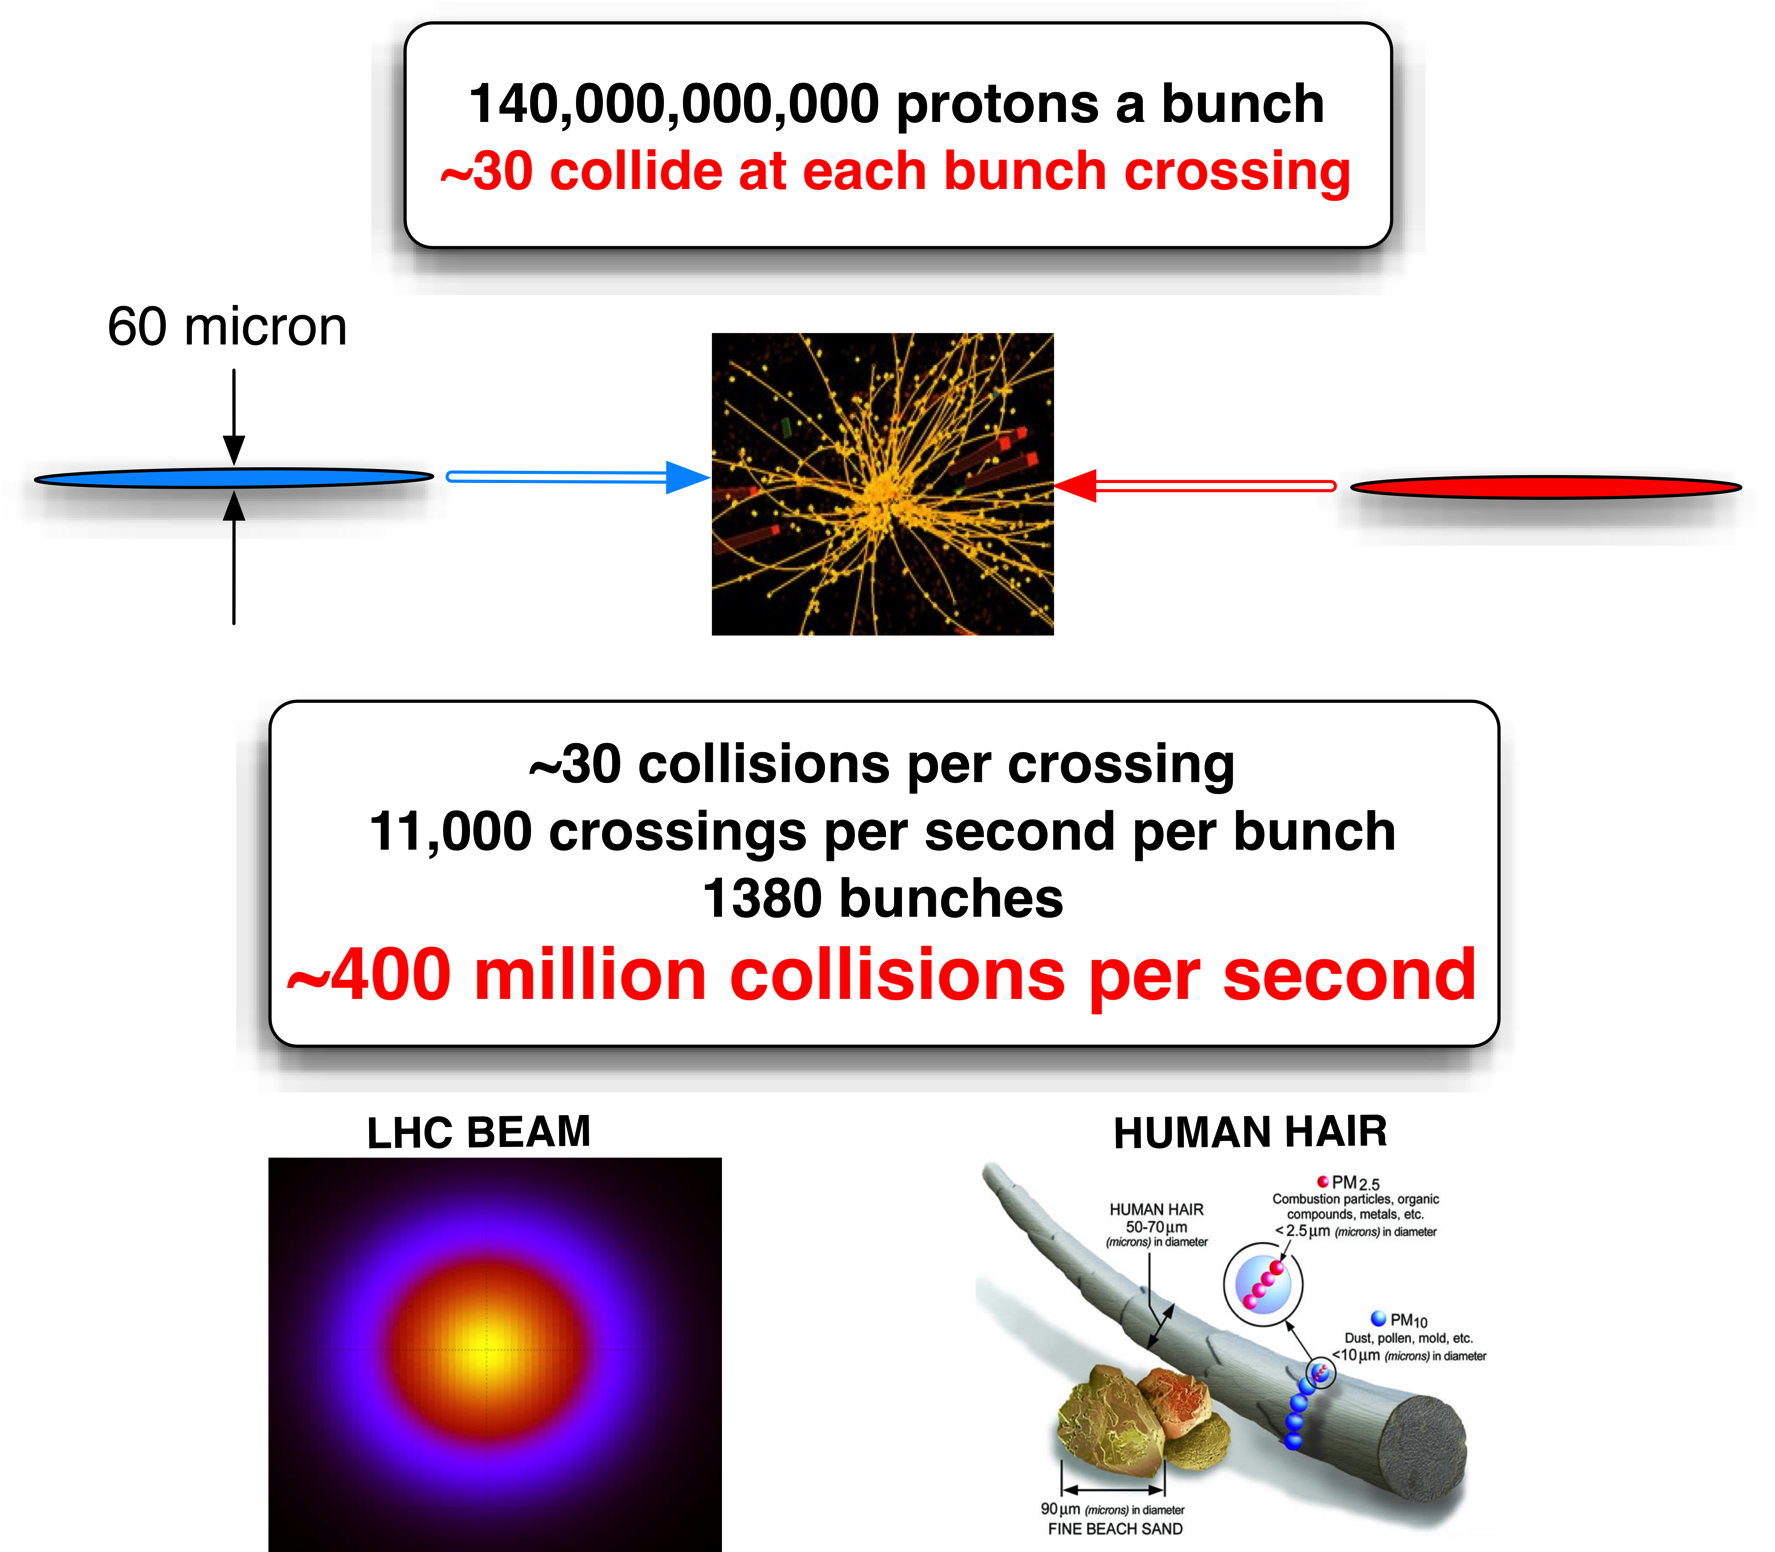 140,000,000,000 protons a bunch
~30 collide at each bunch crossing
60 micron
~30 collisions per crossing
11,000 crossings per second per bunch
1380 bunches
~400 million collisions per second
LHC BEAM
HUMAN HAIR
PM2.5
Combustion particles, organic
compounds, metals, etc.
<2.5µm (microns) in diameter
HUMAN HAIR
50-70µm
(microns) in diameter
PM10
Dust, pollen, mold, etc.
<10µm (microns) in diameter
90µm (microns) in diameter
FINE BEACH SAND